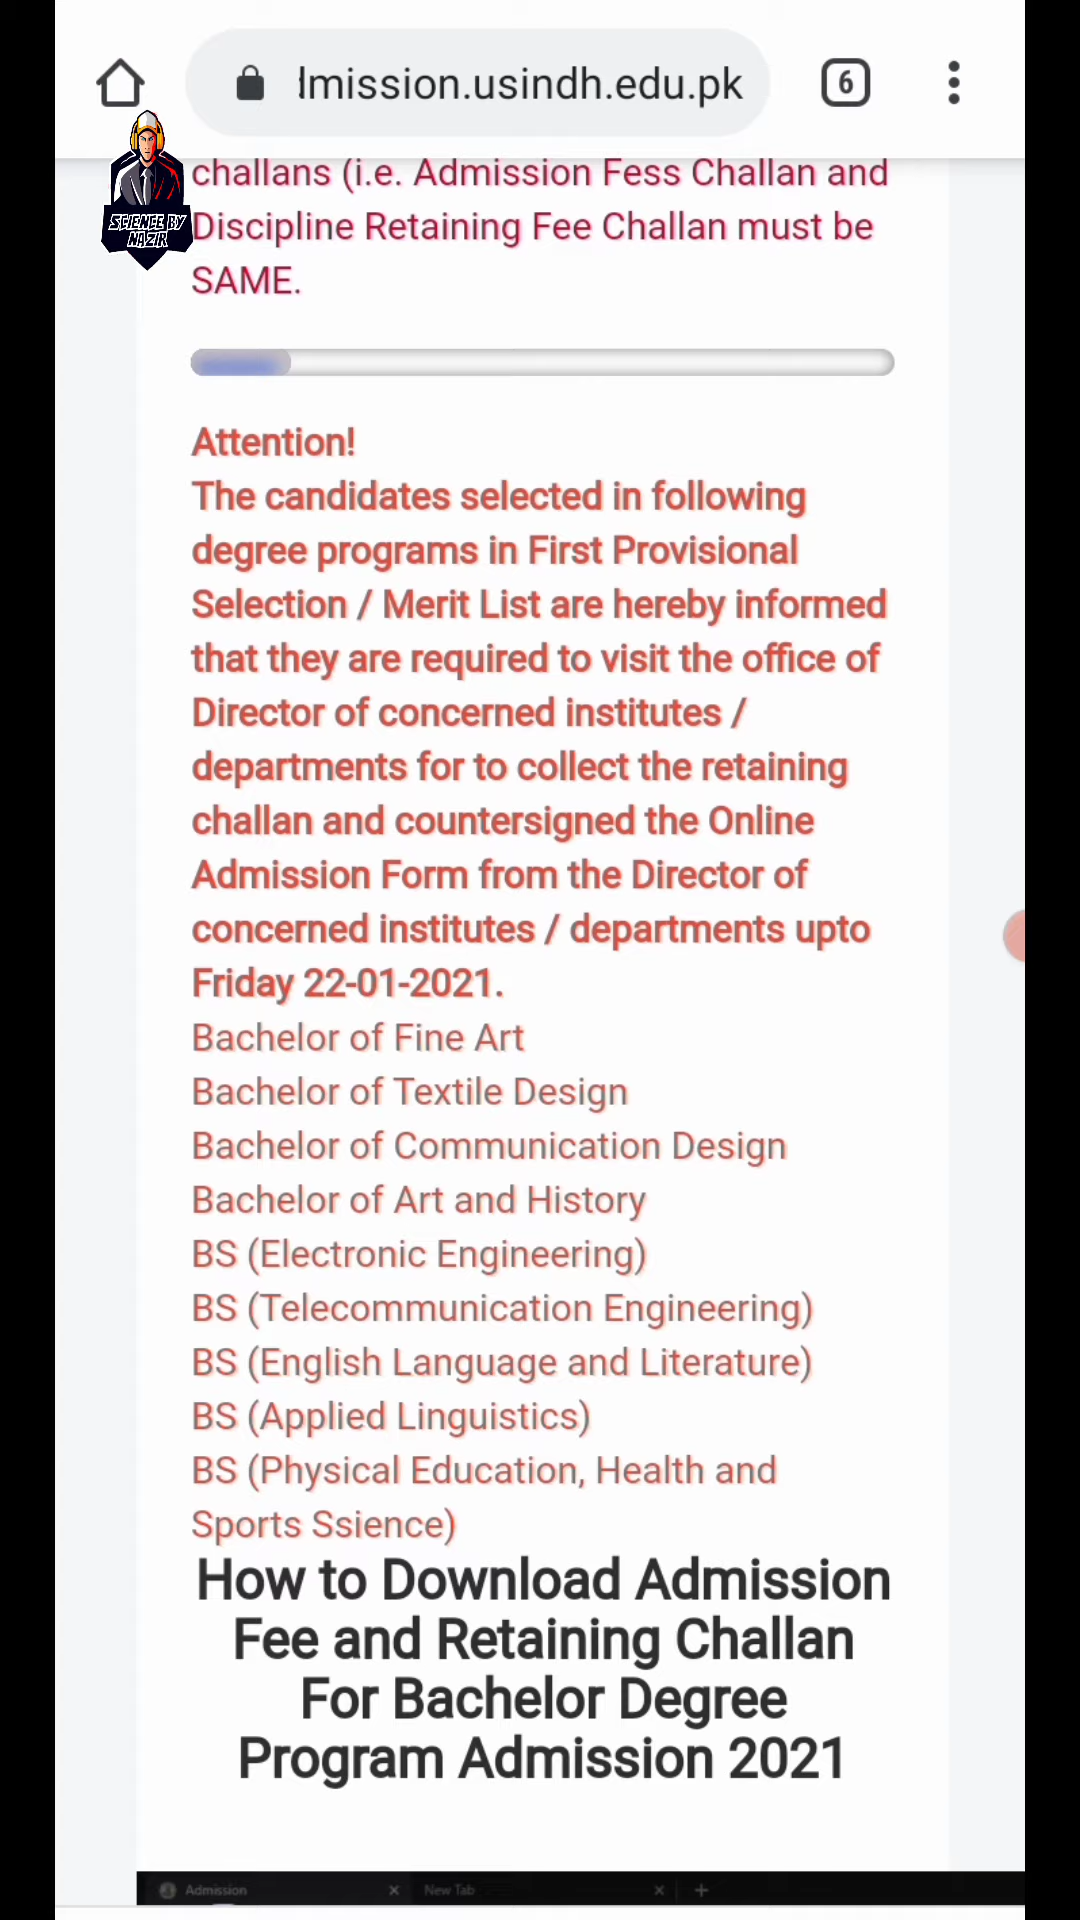 lmission.usindh.edu.pk
6
challans (i.e. Admission Fess Challan and
SCIENCE BY
NAZIR
Discipline Retaining Fee Challan must be
SAME.
Attention!
The candidates selected in following
degree programs in First Provisional
Selection / Merit List are hereby informed
that they are required to visit the office of
Director of concerned institutes /
departments for to collect the retaining
challan and countersigned the Online
Admission Form from the Director of
concerned institutes / departments upto
Friday 22-01-2021.
Bachelor of Fine Art
Bachelor of Textile Design
Bachelor of Communication Design
Bachelor of Art and History
BS (Electronic Engineering)
BS (Telecommunication Engineering)
BS (English Language and Literature)
BS (Applied Linguistics)
BS (Physical Education, Health and
Sports Ssience)
How to Download Admission
Fee and Retaining Challan
For Bachelor Degree
Program Admission 2021
Admission
New Tab